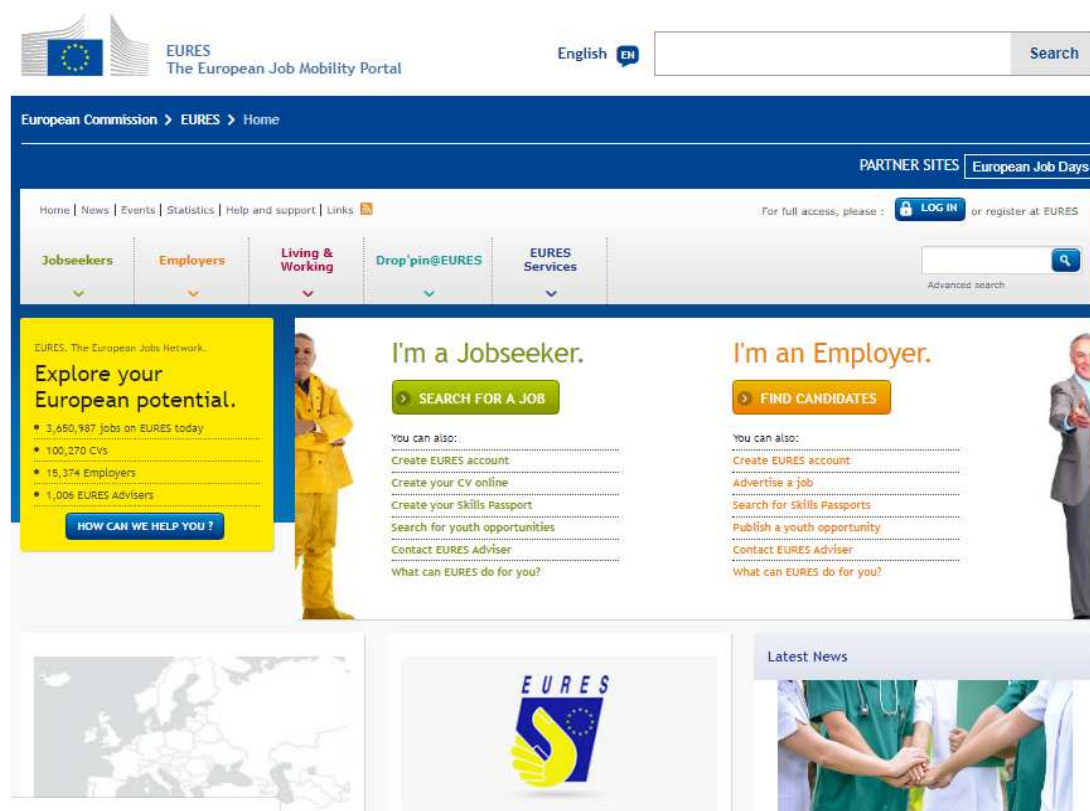 EURES
The European Job Mobility Portal
English EN
Search
European Commission > EURES > Home
PARTNER SITES European Job Days
Home | News | Events | Statistics | Help and support | Links
For full access, please : LOG IN or register at EURES
Jobseekers
Employers
Living &
Working
Drop'pin@EURES
EURES
Services
Advanced search
EURES. The European Jobs Network.
Explore your
European potential.
• 3,650,987 jobs on EURES today
• 100,270 CVs
• 15,374 Employers
• 1,006 EURES Advisers
HOW CAN WE HELP YOU ?
I'm a Jobseeker.
SEARCH FOR A JOB
You can also:
Create EURES account
Create your CV online
Create your Skills Passport
Search for youth opportunities
Contact EURES Adviser
What can EURES do for you?
I'm an Employer.
FIND CANDIDATES
You can also:
Create EURES account
Advertise a job
Search for Skills Passports
Publish a youth opportunity
Contact EURES Adviser
What can EURES do for you?
EURES
Latest News